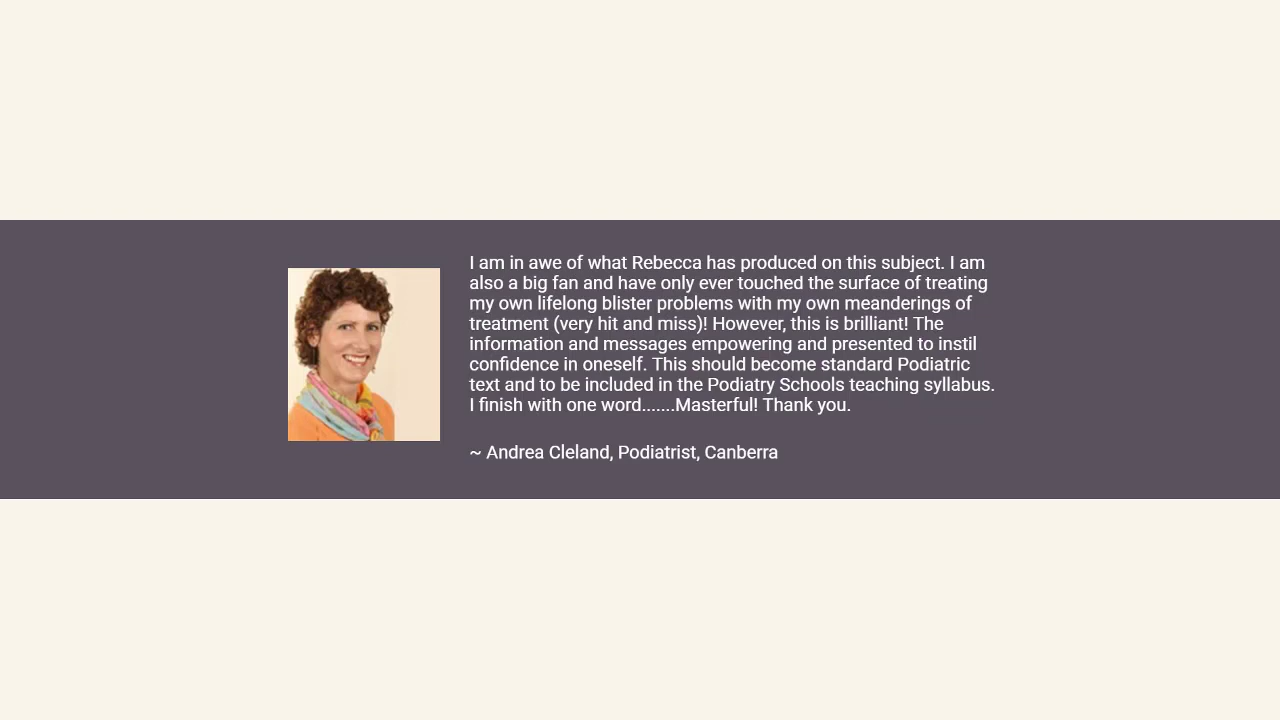 I am in awe of what Rebecca has produced on this subject. I am
also a big fan and have only ever touched the surface of treating
my own lifelong blister problems with my own meanderings of
treatment (very hit and miss)! However, this is brilliant! The
information and messages empowering and presented to instil
confidence in oneself. This should become standard Podiatric
text and to be included in the Podiatry Schools teaching syllabus.
I finish with one word.......Masterful! Thank you.
~ Andrea Cleland, Podiatrist, Canberra